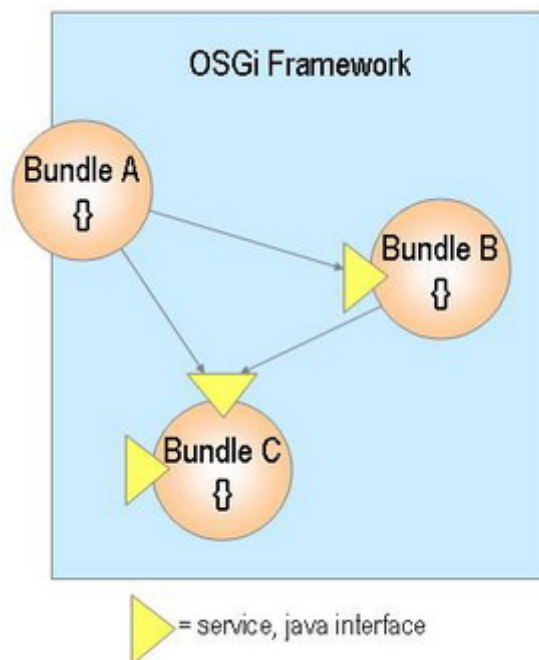 OSGi Framework
Bundle A
{}
Bundle B
{}
Bundle C
{}
= service, java interface